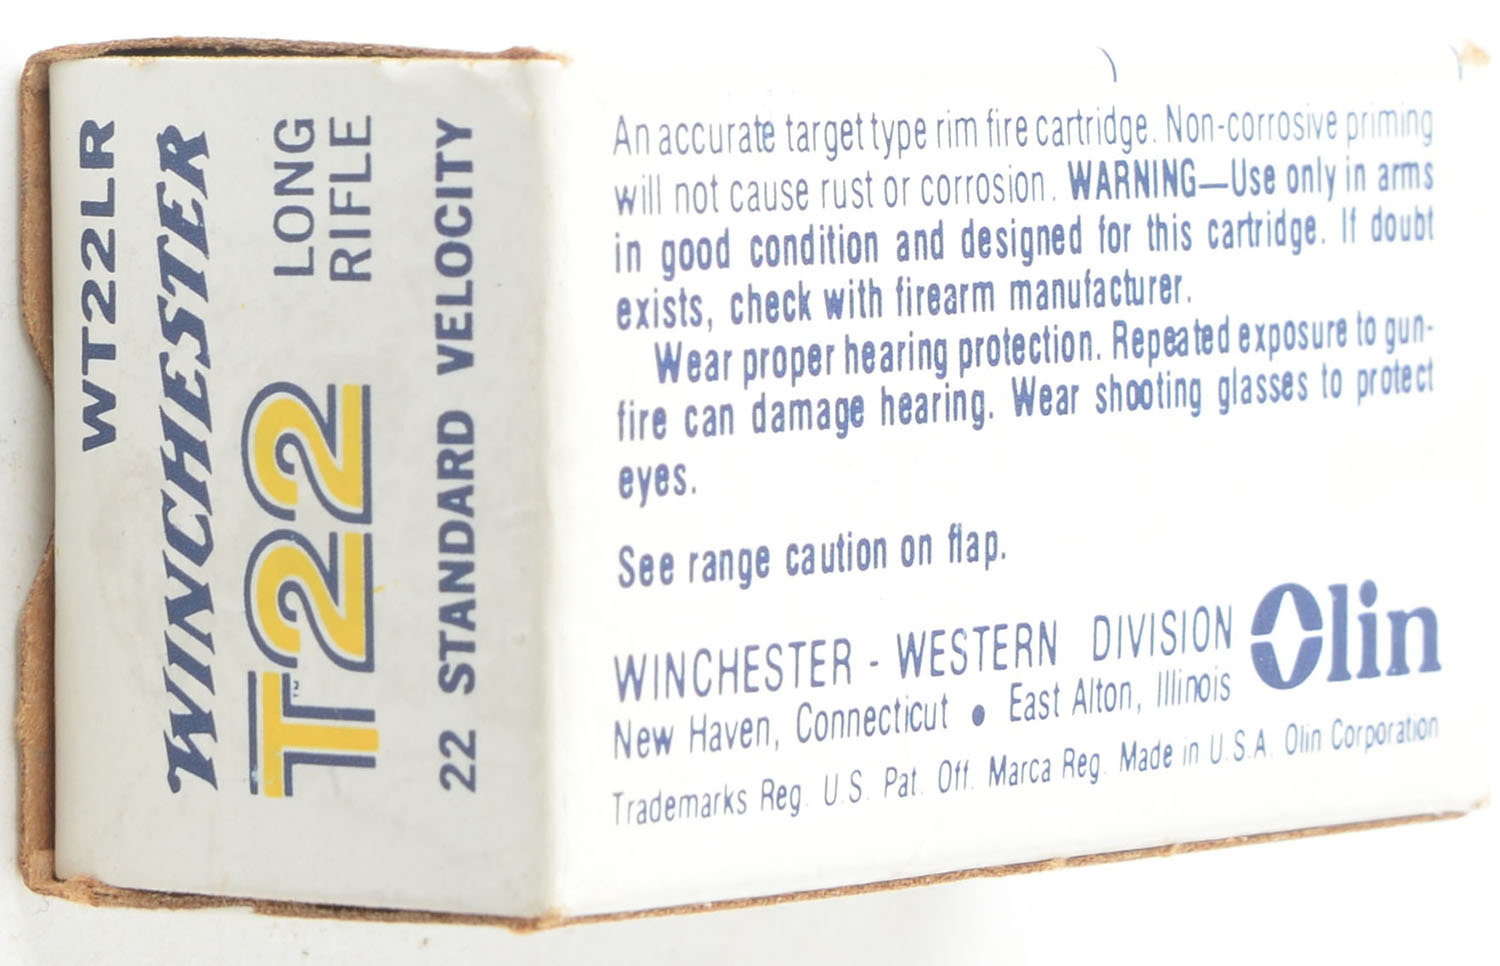 WT22LR
WINCHESTER
T22™ LONG
RIFLE
22 STANDARD VELOCITY
An accurate target type rim fire cartridge. Non-corrosive priming
will not cause rust or corrosion. WARNING—Use only in arms
in good condition and designed for this cartridge. If doubt
exists, check with firearm manufacturer.
Wear proper hearing protection. Repeated exposure to gun-
fire can damage hearing. Wear shooting glasses to protect
eyes.
See range caution on flap.
WINCHESTER - WESTERN DIVISION
New Haven, Connecticut • East Alton, Illinois
Olin
Trademarks Reg. U.S. Pat. Off. Marca Reg. Made in U.S.A. Olin Corporation